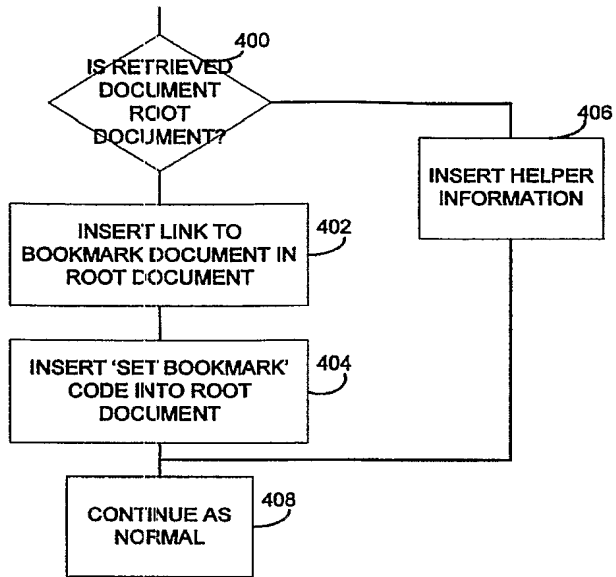 400
IS RETRIEVED
DOCUMENT
ROOT
DOCUMENT?
406
INSERT HELPER
INFORMATION
402
INSERT LINK TO
BOOKMARK DOCUMENT IN
ROOT DOCUMENT
404
INSERT 'SET BOOKMARK'
CODE INTO ROOT
DOCUMENT
408
CONTINUE AS
NORMAL